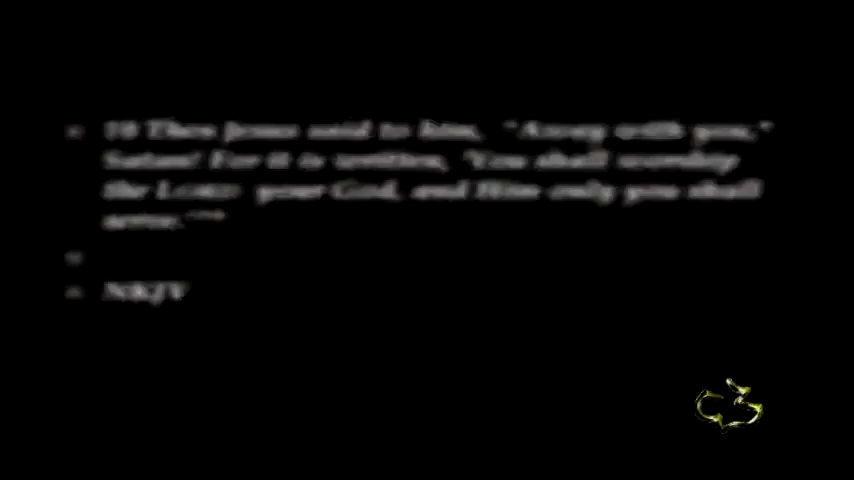 10 Then Jesus said to him, "Away with you,"
Satan! For it is written, 'You shall worship
the LORD your God, and Him only you shall
serve.'"
NKJV